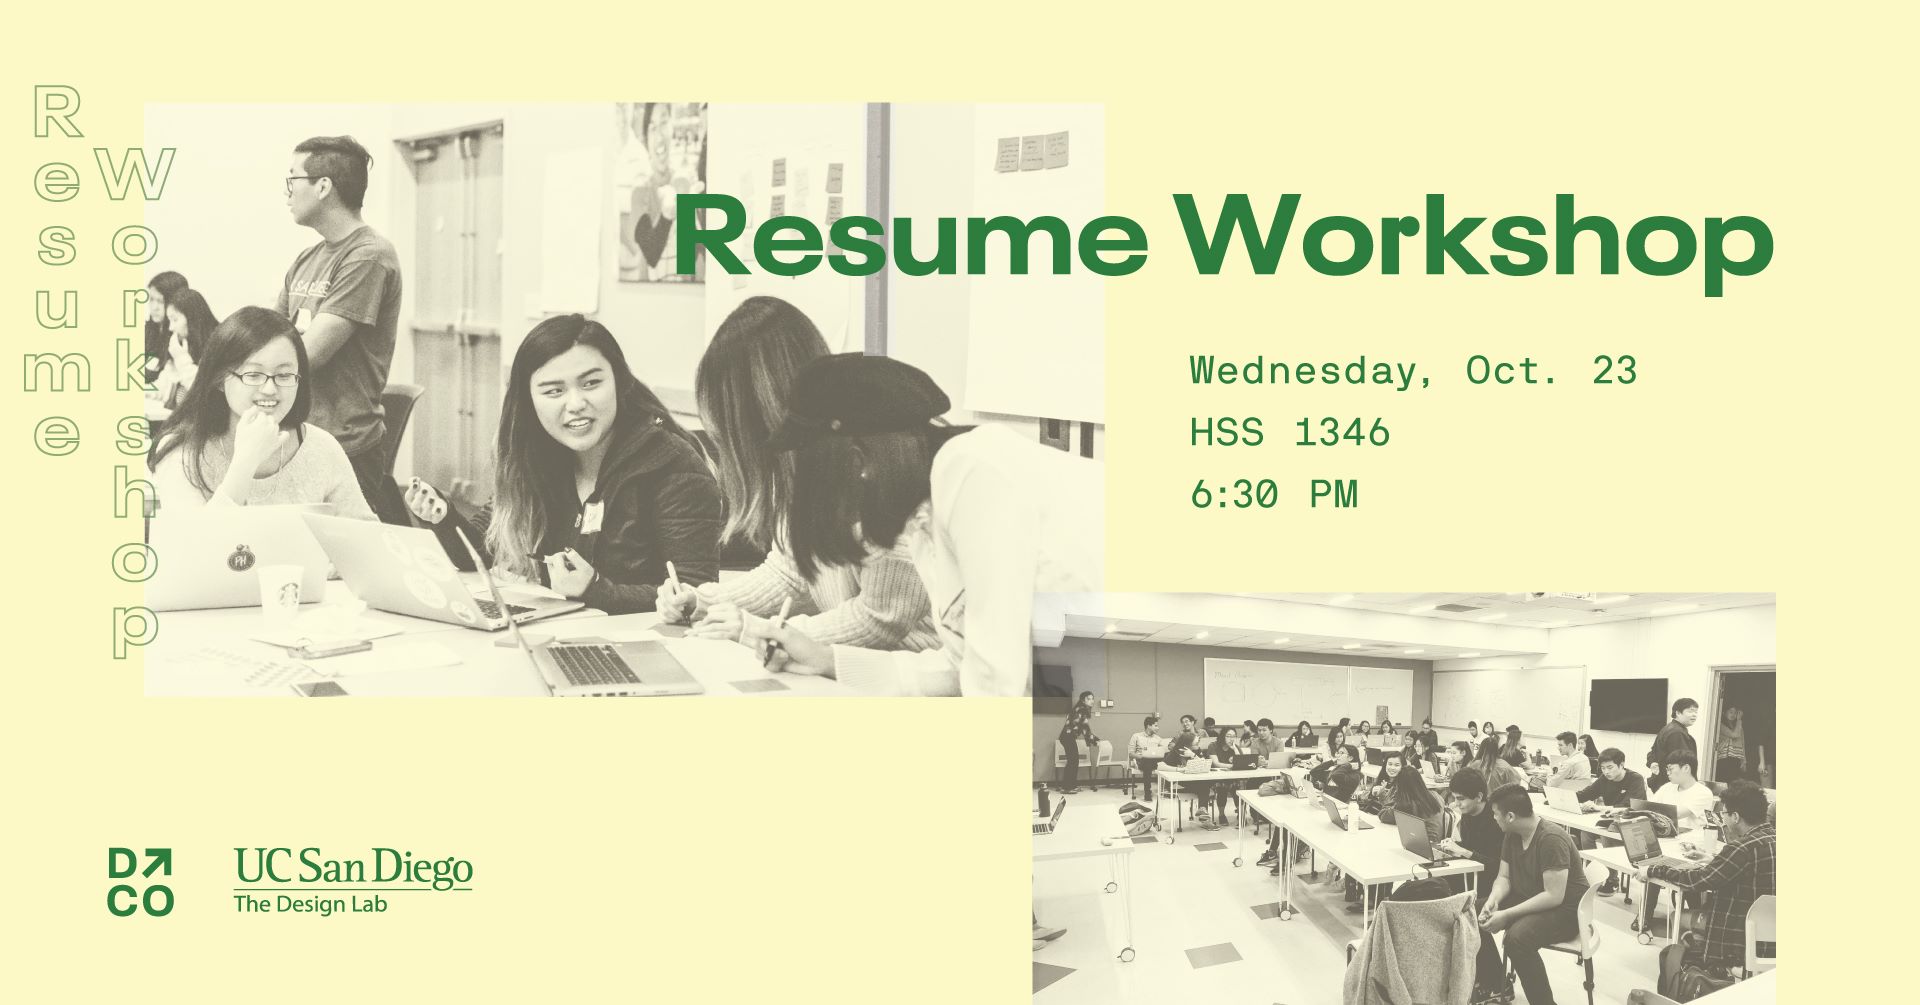 Resume
Workshop
Resume Workshop
Wednesday, Oct. 23
HSS 1346
6:30 PM
PH
D↗
CO
UC San Diego
The Design Lab